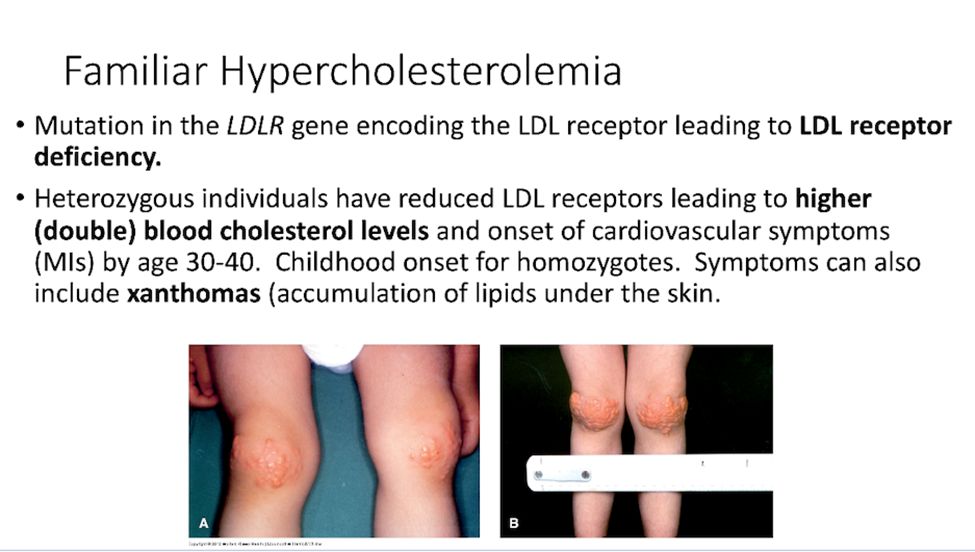 Familiar Hypercholesterolemia
• Mutation in the LDLR gene encoding the LDL receptor leading to LDL receptor
deficiency.
• Heterozygous individuals have reduced LDL receptors leading to higher
(double) blood cholesterol levels and onset of cardiovascular symptoms
(MIs) by age 30-40. Childhood onset for homozygotes. Symptoms can also
include xanthomas (accumulation of lipids under the skin.
A
B